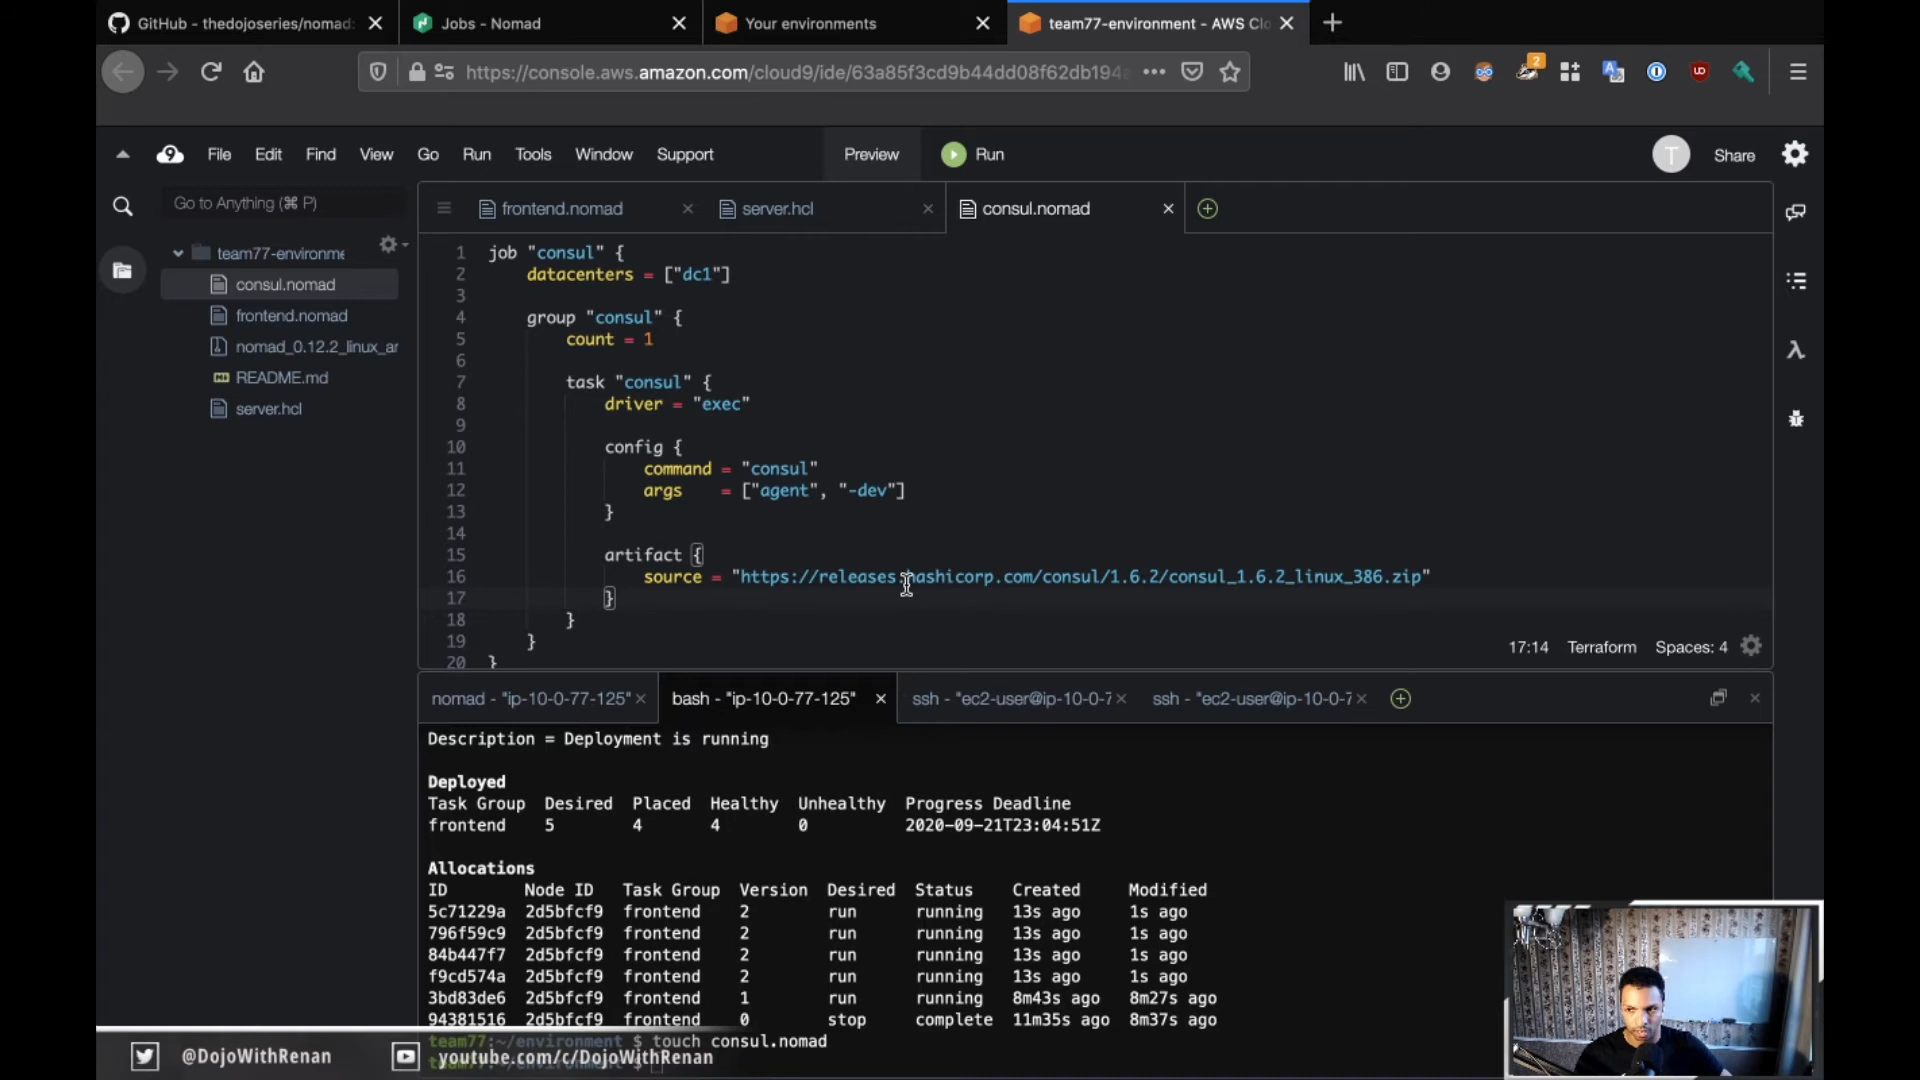 GitHub - thedojoseries/nomad:
Jobs - Nomad
Your environments
team77-environment - AWS Clo
https://console.aws.amazon.com/cloud9/ide/63a85f3cd9b44dd08f62db194a
2
9
File Edit Find View Go Run Tools Window Support Preview Run
T
Share
Go to Anything (⌘ P)
team77-environme
consul.nomad
frontend.nomad
nomad_0.12.2_linux_ar
README.md
server.hcl
frontend.nomad
server.hcl
consul.nomad
1 job "consul" {
2 datacenters = ["dc1"]
3
4 group "consul" {
5 count = 1
6
7 task "consul" {
8 driver = "exec"
9
10 config {
11 command = "consul"
12 args = ["agent", "-dev"]
13 }
14
15 artifact {
16 source = "https://releases.hashicorp.com/consul/1.6.2/consul_1.6.2_linux_386.zip"
17 }
18 }
19 }
20 }
17:14 Terraform Spaces: 4
nomad - "ip-10-0-77-125"
bash - "ip-10-0-77-125"
ssh - "ec2-user@ip-10-0-7
ssh - "ec2-user@ip-10-0-7
Description = Deployment is running
Deployed
Task Group Desired Placed Healthy Unhealthy Progress Deadline
frontend 5 4 4 0 2020-09-21T23:04:51Z
Allocations
ID Node ID Task Group Version Desired Status Created Modified
5c71229a 2d5bfcf9 frontend 2 run running 13s ago 1s ago
796f59c9 2d5bfcf9 frontend 2 run running 13s ago 1s ago
84b447f7 2d5bfcf9 frontend 2 run running 13s ago 1s ago
f9cd574a 2d5bfcf9 frontend 2 run running 13s ago 1s ago
3bd83de6 2d5bfcf9 frontend 1 run running 8m43s ago 8m27s ago
94381516 2d5bfcf9 frontend 0 stop complete 11m35s ago 8m37s ago
team77:~/environment $ touch consul.nomad
team77:~/environment $
@DojoWithRenan
youtube.com/c/DojoWithRenan